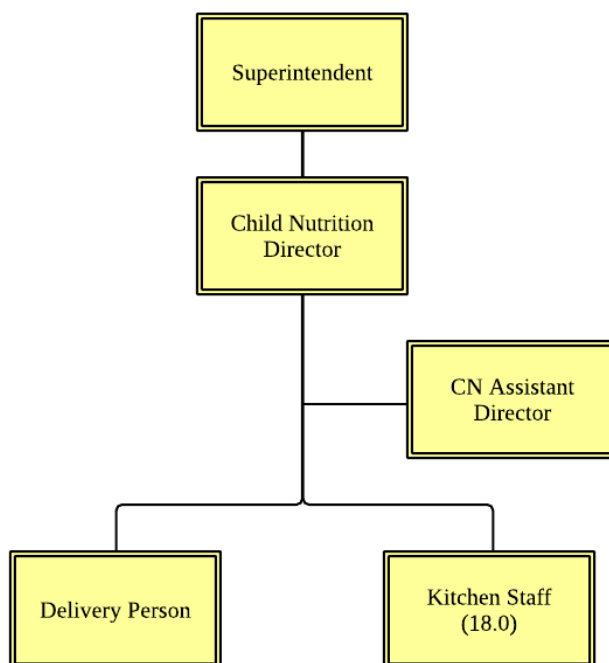 Superintendent
Child Nutrition
Director
CN Assistant
Director
Delivery Person
Kitchen Staff
(18.0)